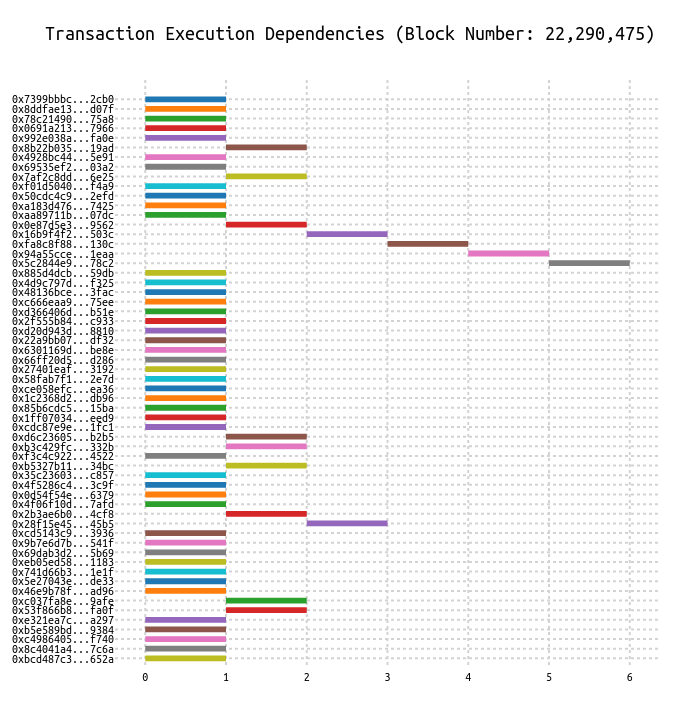 Transaction Execution Dependencies (Block Number: 22,290,475)
0x7399bbbc...2cb0
0x8ddfae13...d07f
0x78c21490...75a8
0x0691a213...7966
0x992e038a...fa0e
0x8b22b035...19ad
0x4928bc44...5e91
0x69535ef2...03a2
0x7af2c8dd...6e25
0xf01d5040...f4a9
0x50cdc4c9...2efd
0xa183d476...7425
0xaa89711b...07dc
0x0e87d5e3...9562
0x16b9f4f2...503c
0xfa8c8f88...130c
0x94a55cce...1eaa
0x5c2844e9...78c2
0x885d4dcb...59db
0x4d9c797d...f325
0x48136bce...3fac
0xc666eaa9...75ee
0xd366406d...b51e
0x2f555b84...c933
0xd20d943d...8810
0x22a9bb07...df32
0x6301169d...be8e
0x66ff20d5...d286
0x27401eaf...3192
0x58fab7f1...2e7d
0xce058efc...ea36
0x1c2368d2...db96
0x85b6cdc5...15ba
0x1ff07034...eed9
0xcdc87e9e...1fc1
0xd6c23605...b2b5
0xb3c429fc...332b
0xf3c4c922...4522
0xb5327b11...34bc
0x35c23603...c857
0x4f5286c4...3c9f
0x0d54f54e...6379
0x4f06f10d...7afd
0x2b3ae6b0...4cf8
0x28f15e45...45b5
0xcd5143c9...3936
0x9b7e6d7b...541f
0x69dab3d2...5b69
0xeb05ed58...1183
0x741d66b3...1e1f
0x5e27043e...de33
0x46e9b78f...ad96
0xc037fa8e...9afe
0x53f866b8...fa0f
0xe321ea7c...a297
0xb5e589bd...9384
0xc4986405...f740
0x8c4041a4...7c6a
0xbcd487c3...652a
0 1 2 3 4 5 6